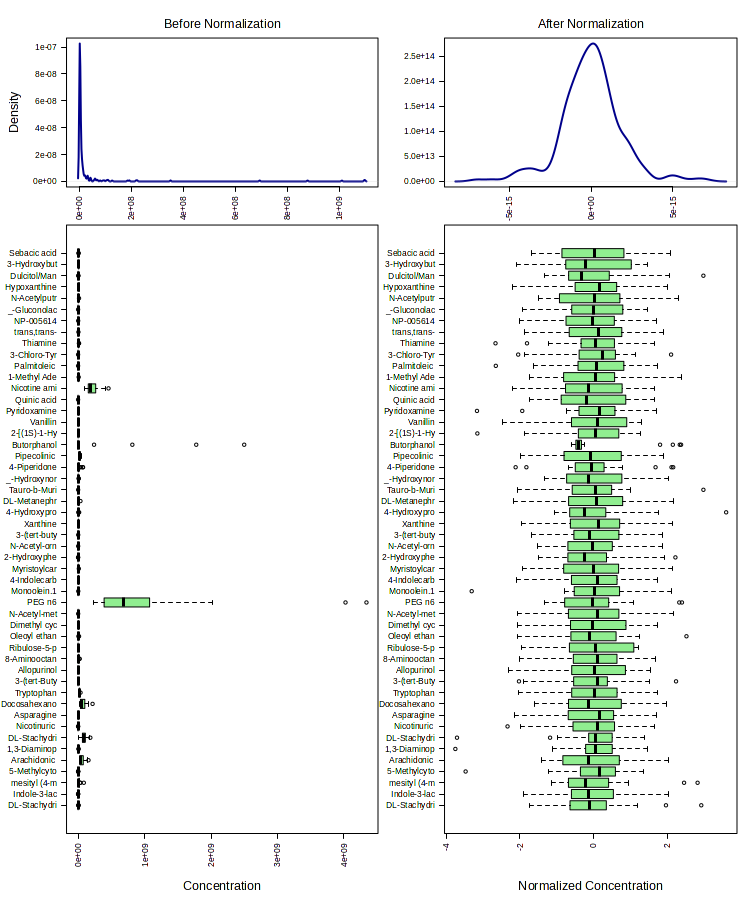 Before Normalization
After Normalization
Density
1e-07
8e-08
6e-08
4e-08
2e-08
0e+00
0e+00
2e+08
4e+08
6e+08
8e+08
1e+09
2.5e+14
2.0e+14
1.5e+14
1.0e+14
5.0e+13
0.0e+00
-5e-15
0e+00
5e-15
Sebacic acid
3-Hydroxybut
Dulcitol/Man
Hypoxanthine
N-Acetylputr
_-Gluconolac
NP-005614
trans,trans-
Thiamine
3-Chloro-Tyr
Palmitoleic
1-Methyl Ade
Nicotine ami
Quinic acid
Pyridoxamine
Vanillin
2-[(1S)-1-Hy
Butorphanol
Pipecolinic
4-Piperidone
_-Hydroxynor
Tauro-b-Muri
DL-Metanephr
4-Hydroxypro
Xanthine
3-(tert-buty
N-Acetyl-orn
2-Hydroxyphe
Myristoylcar
4-Indolecarb
Monoolein.1
PEG n6
N-Acetyl-met
Dimethyl cyc
Oleoyl ethan
Ribulose-5-p
8-Aminooctan
Allopurinol
3-(tert-Buty
Tryptophan
Docosahexano
Asparagine
Nicotinuric
DL-Stachydri
1,3-Diaminop
Arachidonic
5-Methylcyto
mesityl (4-m
Indole-3-lac
DL-Stachydri
0e+00
1e+09
2e+09
3e+09
4e+09
Concentration
Sebacic acid
3-Hydroxybut
Dulcitol/Man
Hypoxanthine
N-Acetylputr
_-Gluconolac
NP-005614
trans,trans-
Thiamine
3-Chloro-Tyr
Palmitoleic
1-Methyl Ade
Nicotine ami
Quinic acid
Pyridoxamine
Vanillin
2-[(1S)-1-Hy
Butorphanol
Pipecolinic
4-Piperidone
_-Hydroxynor
Tauro-b-Muri
DL-Metanephr
4-Hydroxypro
Xanthine
3-(tert-buty
N-Acetyl-orn
2-Hydroxyphe
Myristoylcar
4-Indolecarb
Monoolein.1
PEG n6
N-Acetyl-met
Dimethyl cyc
Oleoyl ethan
Ribulose-5-p
8-Aminooctan
Allopurinol
3-(tert-Buty
Tryptophan
Docosahexano
Asparagine
Nicotinuric
DL-Stachydri
1,3-Diaminop
Arachidonic
5-Methylcyto
mesityl (4-m
Indole-3-lac
DL-Stachydri
-4
-2
0
2
Normalized Concentration